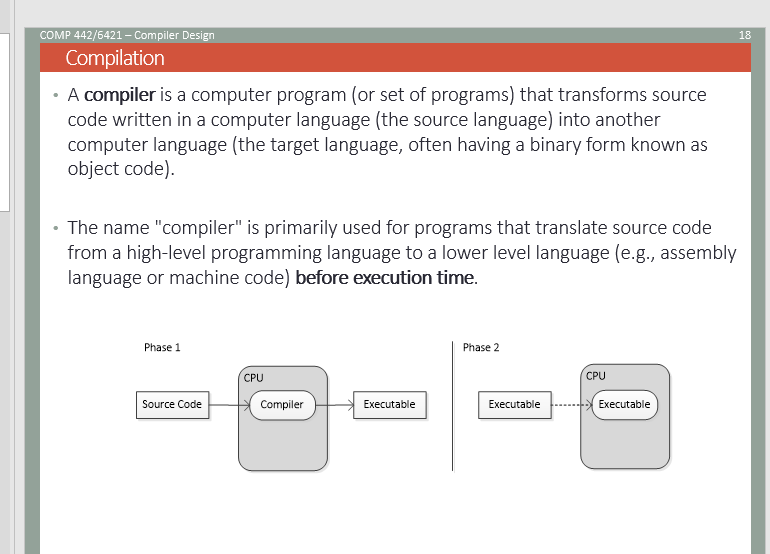 COMP 442/6421 – Compiler Design
18
Compilation
• A compiler is a computer program (or set of programs) that transforms source
code written in a computer language (the source language) into another
computer language (the target language, often having a binary form known as
object code).
• The name "compiler" is primarily used for programs that translate source code
from a high-level programming language to a lower level language (e.g., assembly
language or machine code) before execution time.
Phase 1
CPU
Source Code
Compiler
Executable
Phase 2
CPU
Executable
Executable